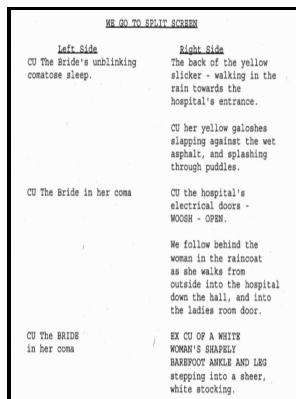 WE GO TO SPLIT SCREEN
Left Side
CU The Bride's unblinking
comatose sleep.
Right Side
The back of the yellow
slicker - walking in the
rain towards the
hospital's entrance.
CU her yellow galoshes
slapping against the wet
asphalt, and splashing
through puddles.
CU The Bride in her coma
CU the hospital's
electrical doors -
WOOSH - OPEN.
We follow behind the
woman in the raincoat
as she walks from
outside into the hospital
down the hall, and into
the ladies room door.
CU The BRIDE
in her coma
EX CU OF A WHITE
WOMAN'S SHAPELY
BAREFOOT ANKLE AND LEG
stepping into a sheer,
white stocking.